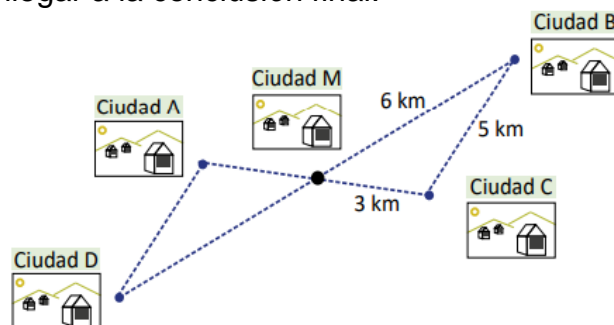 llegar a la conclusión final.
Ciudad B
Ciudad M
6 km
Ciudad Λ
5 km
Ciudad C
3 km
Ciudad D